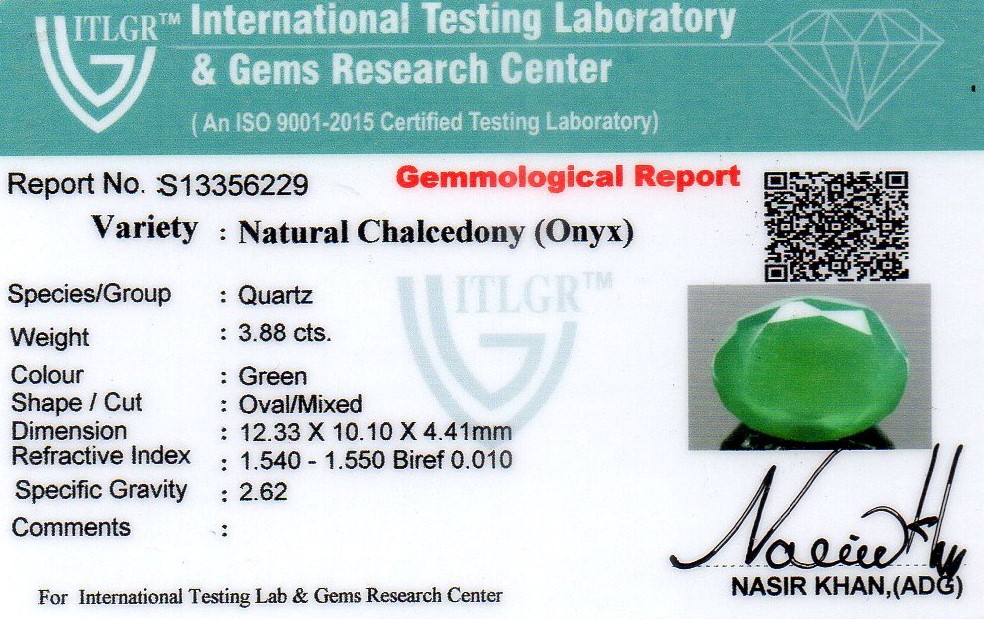 ITLGR™ International Testing Laboratory
& Gems Research Center
( An ISO 9001-2015 Certified Testing Laboratory)
Report No. :S13356229
Gemmological Report
Variety : Natural Chalcedony (Onyx)
ITLGR™
Species/Group : Quartz
Weight : 3.88 cts.
Colour : Green
Shape / Cut : Oval/Mixed
Dimension : 12.33 X 10.10 X 4.41mm
Refractive Index : 1.540 - 1.550 Biref 0.010
Specific Gravity : 2.62
Comments :
NASIR KHAN,(ADG)
For International Testing Lab & Gems Research Center